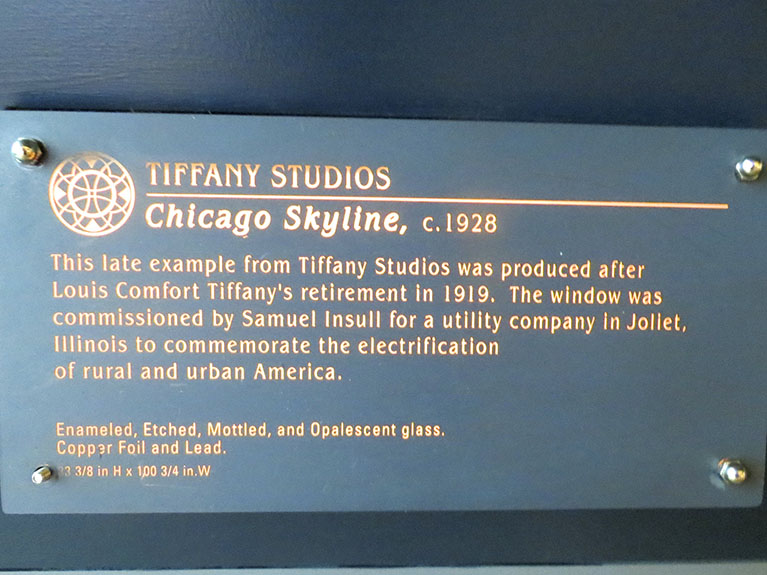 TIFFANY STUDIOS
Chicago Skyline, c.1928
This late example from Tiffany Studios was produced after
Louis Comfort Tiffany's retirement in 1919. The window was
commissioned by Samuel Insull for a utility company in Joliet,
Illinois to commemorate the electrification
of rural and urban America.
Enameled, Etched, Mottled, and Opalescent glass.
Copper Foil and Lead.
3/8 in H x 100 3/4 in.W